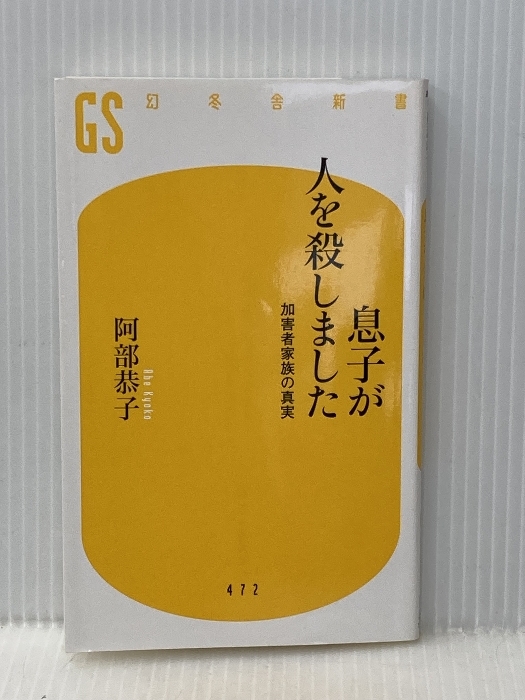 GS
幻冬舎新書
息子が
人を殺しました
加害者家族の真実
阿部恭子
Abe Kyoko
472